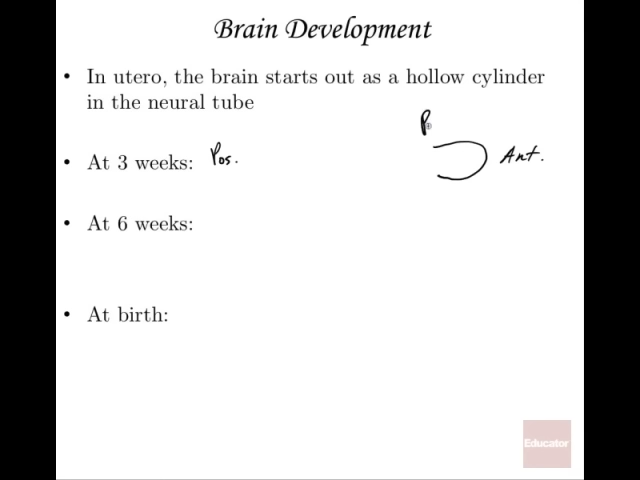 Brain Development
• In utero, the brain starts out as a hollow cylinder
in the neural tube
P
• At 3 weeks: Pos. Ant.
• At 6 weeks:
• At birth:
Educator